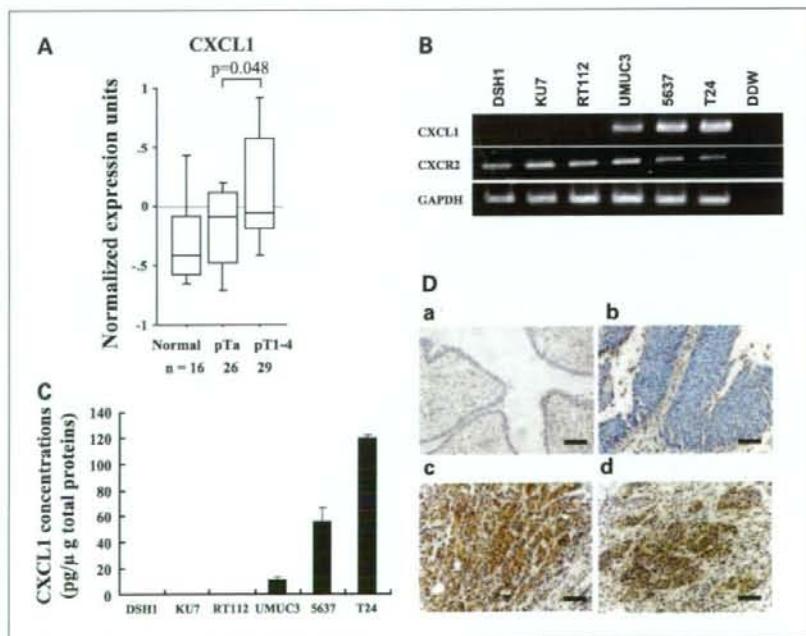 A
CXCL1
p=0.048
Normalized expression units
1
.5
0
-.5
-1
Normal pTa pT1-4
n = 16 26 29
B
DSH1 KU7 RT112 UMUC3 5637 T24 DDW
CXCL1
CXCR2
GAPDH
C
CXCL1 concentrations
(pg/μ g total proteins)
140
120
100
80
60
40
20
0
DSH1 KU7 RT112 UMUC3 5637 T24
D
a
b
c
d